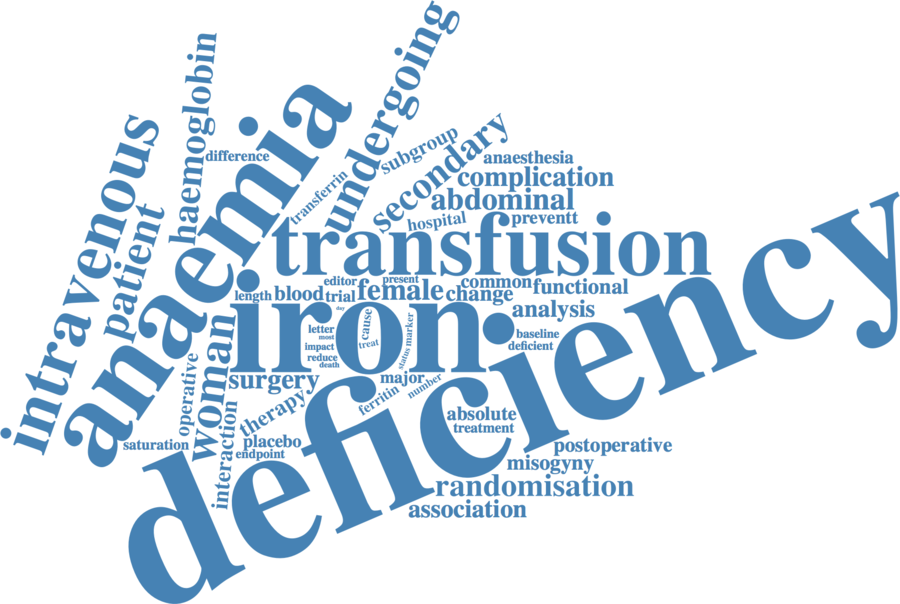 undergoing
haemoglobin
anaemia
intravenous
difference
subgroup
secondary
anaesthesia
complication
transferrin
abdominal
patient
hospital
preventt
transfusion
editor
present
common
functional
length
blood
trial
female
change
day
iron
analysis
cause
letter
most
treat
status
marker
baseline
deficient
impact
reduce
death
woman
surgery
major
number
operative
ferritin
therapy
absolute
treatment
interaction
saturation
placebo
endpoint
deficiency
postoperative
misogyny
randomisation
association